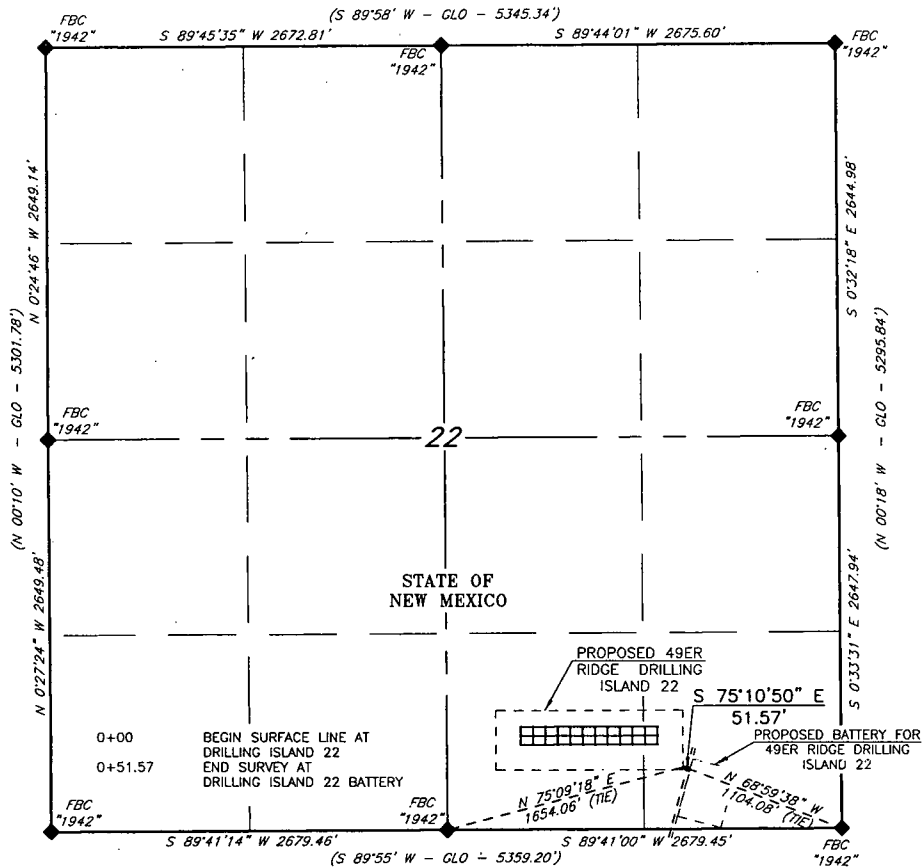 (S 89°58' W - GLO - 5345.34')
FBC
"1942"
S 89°45'35" W 2672.81'
FBC
"1942"
S 89°44'01" W 2675.60'
FBC
"1942"
N 0°24'46" W 2649.14'
S 0°32'18" E 2644.98'
(N 00°10' W - GLO - 5301.78')
(N 00°18' W - GLO - 5295.84')
FBC
"1942"
22
FBC
"1942"
N 0°27'24" W 2649.48'
S 0°33'31" E 2647.94'
STATE OF
NEW MEXICO
PROPOSED 49ER
RIDGE DRILLING
ISLAND 22
S 75°10'50" E
51.57'
PROPOSED BATTERY FOR
49ER RIDGE DRILLING
ISLAND 22
0+00 BEGIN SURFACE LINE AT
DRILLING ISLAND 22
0+51.57 END SURVEY AT
DRILLING ISLAND 22 BATTERY
N 75°09'18" E
1654.06' (TIE)
N 68°59'38" W
1104.08' (TIE)
FBC
"1942"
S 89°41'14" W 2679.46'
FBC
"1942"
S 89°41'00" W 2679.45'
FBC
"1942"
(S 89°55' W - GLO - 5359.20')